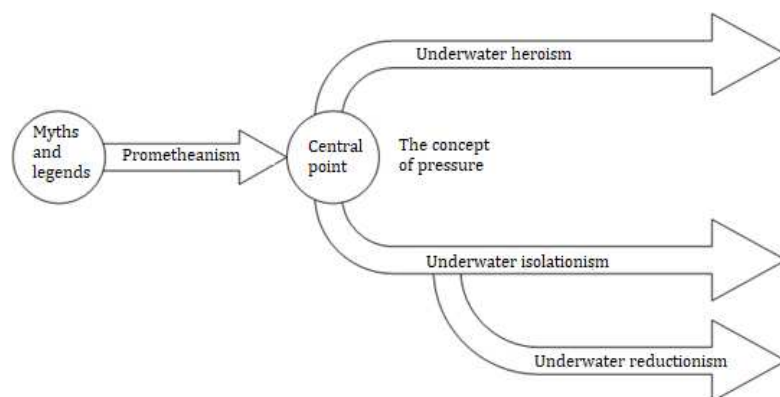 Underwater heroism
Myths
and
legends
Prometheanism
Central
point
The concept
of pressure
Underwater isolationism
Underwater reductionism